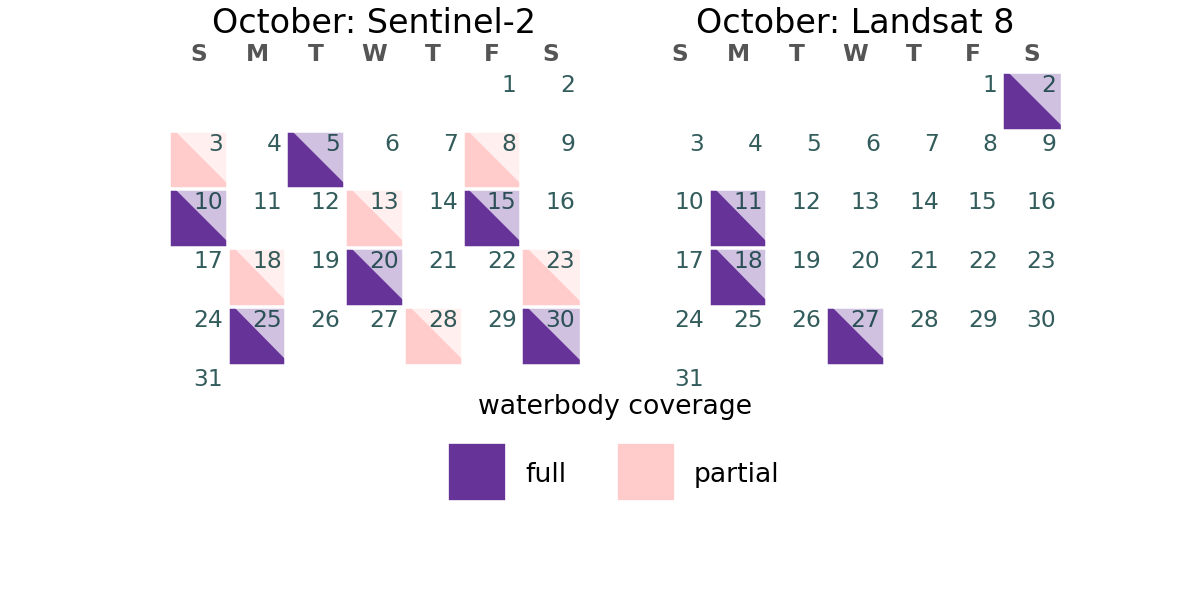 October: Sentinel-2
S M T W T F S
1 2
3 4 5 6 7 8 9
10 11 12 13 14 15 16
17 18 19 20 21 22 23
24 25 26 27 28 29 30
31
October: Landsat 8
S M T W T F S
1 2
3 4 5 6 7 8 9
10 11 12 13 14 15 16
17 18 19 20 21 22 23
24 25 26 27 28 29 30
31
waterbody coverage
full
partial